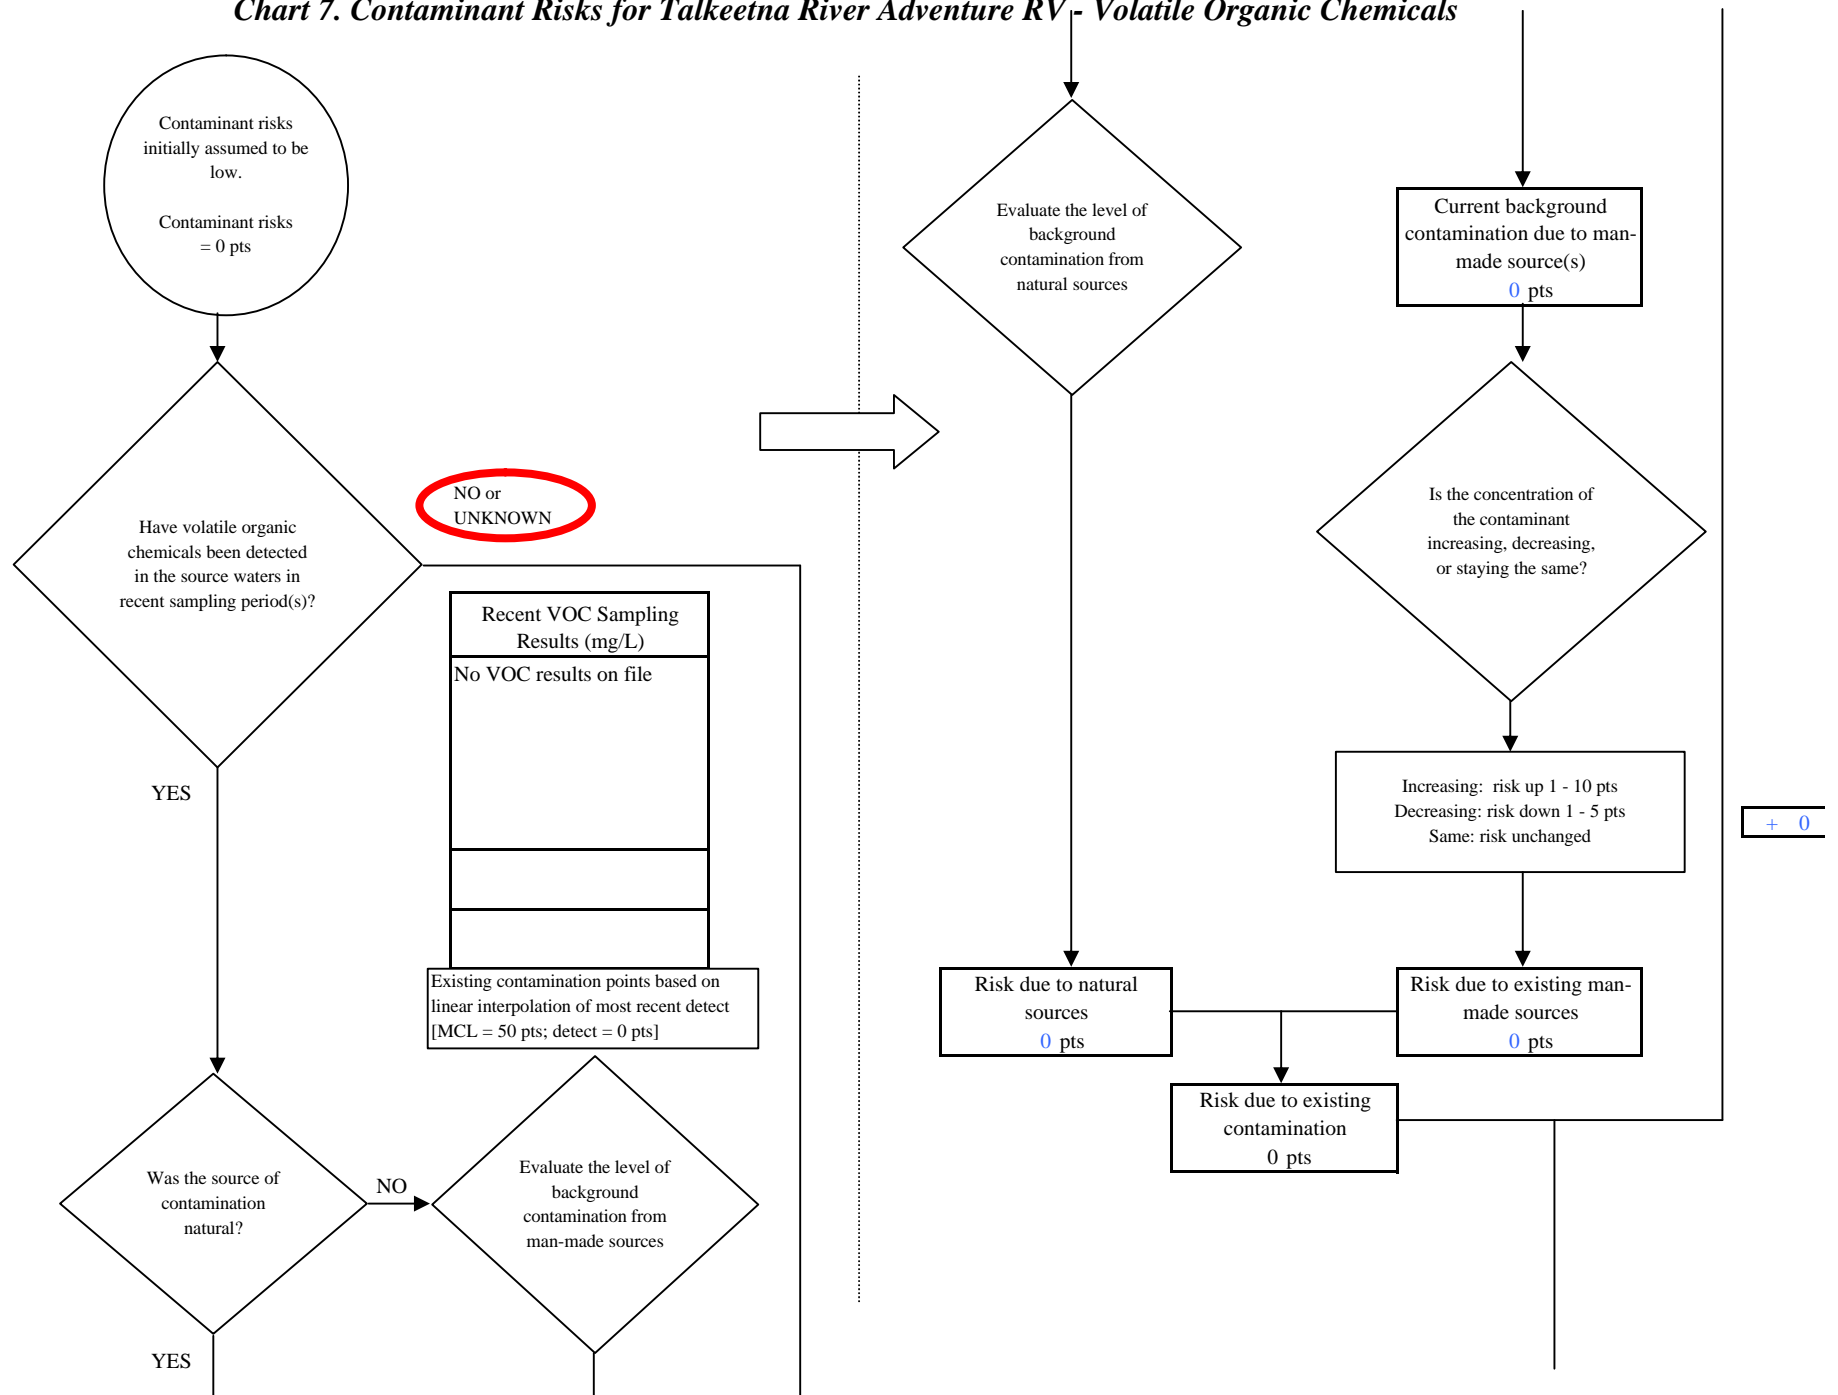 Chart 7. Contaminant Risks for Talkeetna River Adventure RV - Volatile Organic Chemicals
Contaminant risks
initially assumed to be
low.
Contaminant risks
= 0 pts
Have volatile organic
chemicals been detected
in the source waters in
recent sampling period(s)?
NO or
UNKNOWN
YES
Recent VOC Sampling
Results (mg/L)
No VOC results on file
Existing contamination points based on
linear interpolation of most recent detect
[MCL = 50 pts; detect = 0 pts]
Was the source of
contamination
natural?
NO
YES
Evaluate the level of
background
contamination from
man-made sources
Evaluate the level of
background
contamination from
natural sources
Current background
contamination due to man-
made source(s)
0 pts
Is the concentration of
the contaminant
increasing, decreasing,
or staying the same?
Increasing: risk up 1 - 10 pts
Decreasing: risk down 1 - 5 pts
Same: risk unchanged
+ 0
Risk due to natural
sources
0 pts
Risk due to existing man-
made sources
0 pts
Risk due to existing
contamination
0 pts